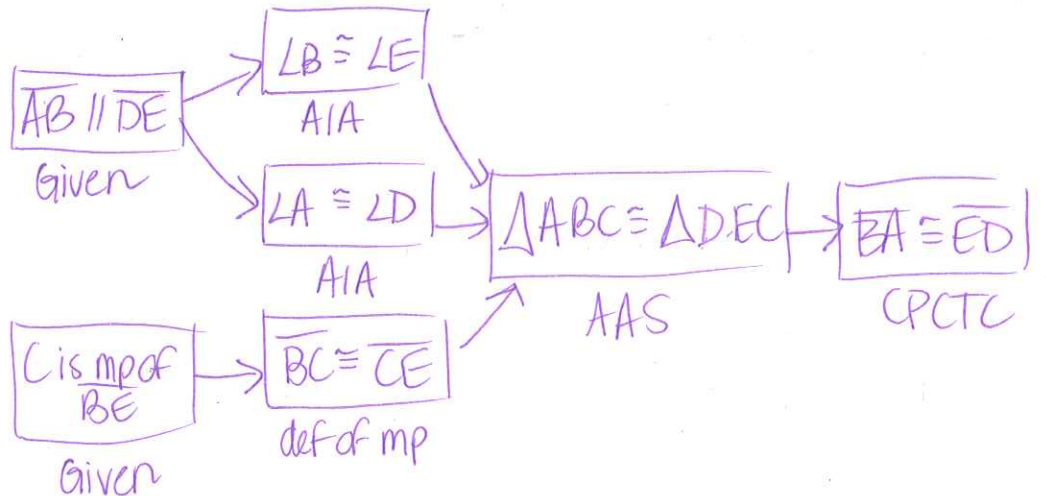 AB // DE
Given
∠B ≅ ∠E
AIA
∠A ≅ ∠D
AIA
C is mp of
BE
Given
BC ≅ CE
def of mp
ΔABC ≅ ΔDEC
AAS
BA ≅ ED
CPCTC